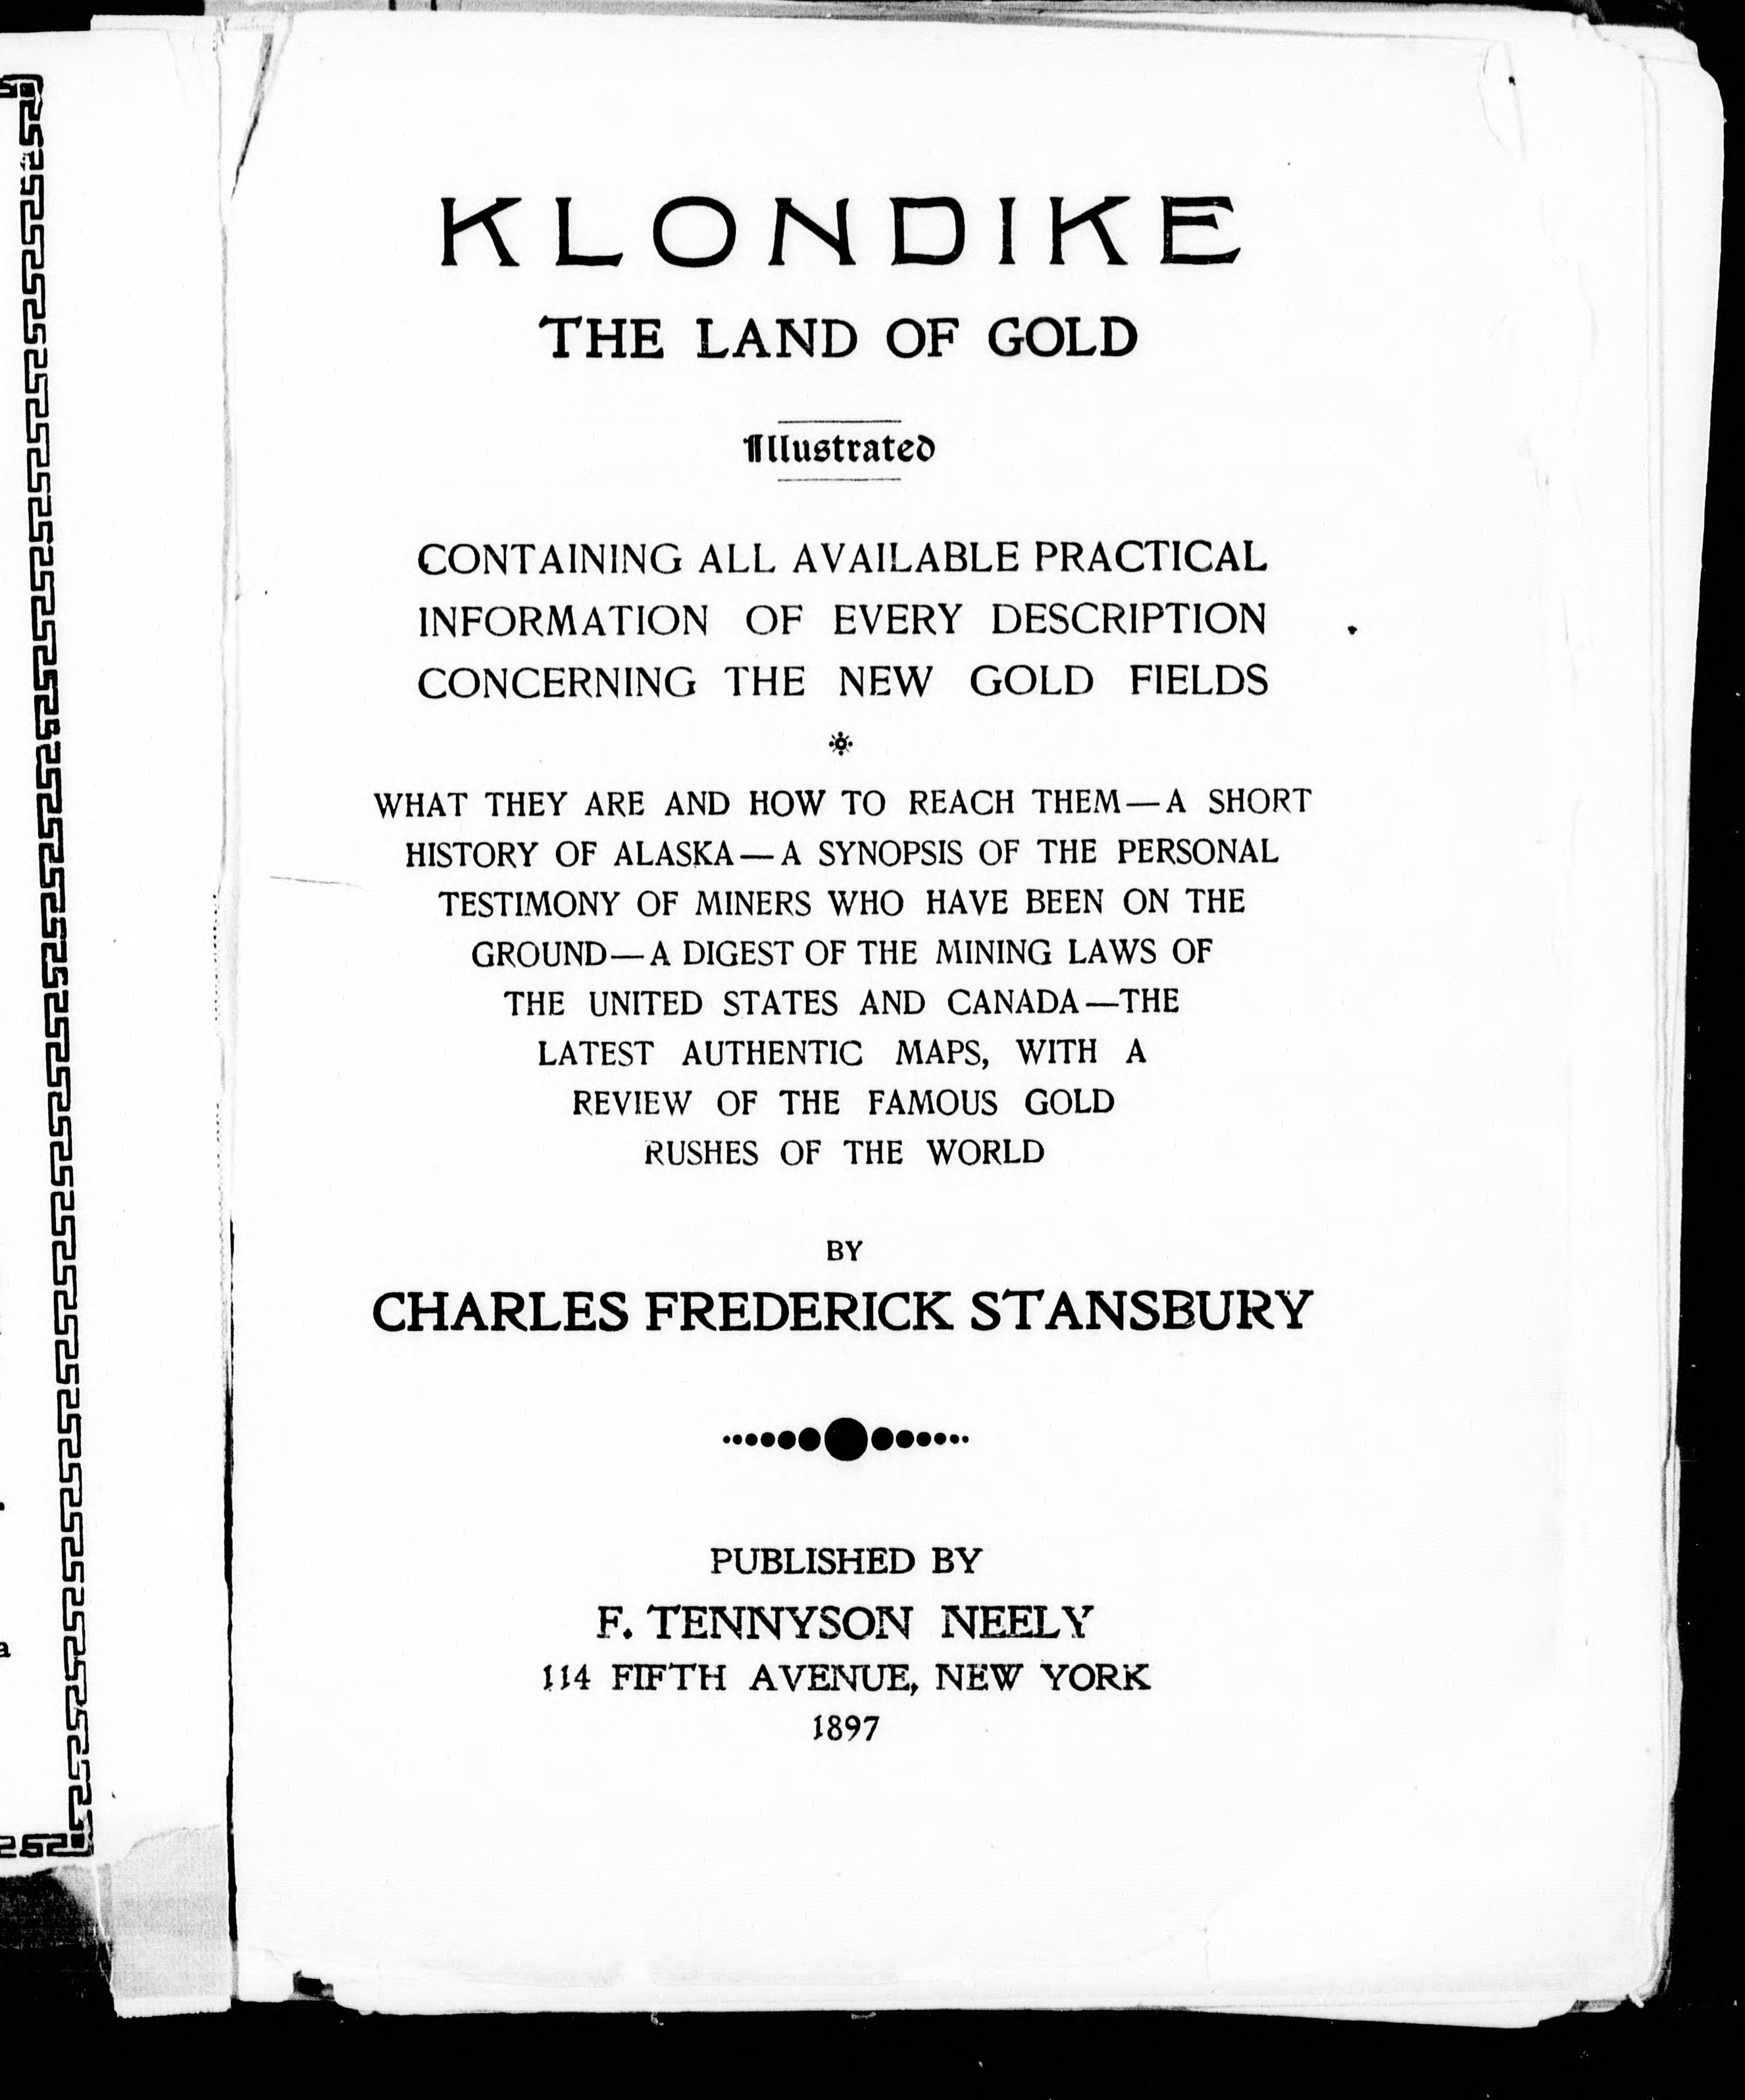 KLONDIKE
THE LAND OF GOLD
Illustrated
CONTAINING ALL AVAILABLE PRACTICAL
INFORMATION OF EVERY DESCRIPTION
CONCERNING THE NEW GOLD FIELDS
WHAT THEY ARE AND HOW TO REACH THEM—A SHORT
HISTORY OF ALASKA—A SYNOPSIS OF THE PERSONAL
TESTIMONY OF MINERS WHO HAVE BEEN ON THE
GROUND—A DIGEST OF THE MINING LAWS OF
THE UNITED STATES AND CANADA—THE
LATEST AUTHENTIC MAPS, WITH A
REVIEW OF THE FAMOUS GOLD
RUSHES OF THE WORLD
BY
CHARLES FREDERICK STANSBURY
PUBLISHED BY
F. TENNYSON NEELY
114 FIFTH AVENUE, NEW YORK
1897